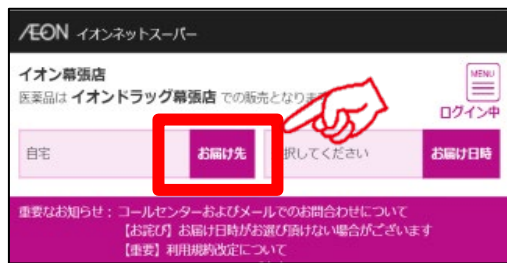 ÆON イオンネットスーパー
イオン幕張店
医薬品は イオンドラッグ幕張店 での販売となります
MENU
ログイン中
自宅 お届け先 択してください お届け日時
重要なお知らせ： コールセンターおよびメールでのお問合わせについて
【お詫び】お届け日時がお選び頂けない場合がございます
【重要】利用規約改定について